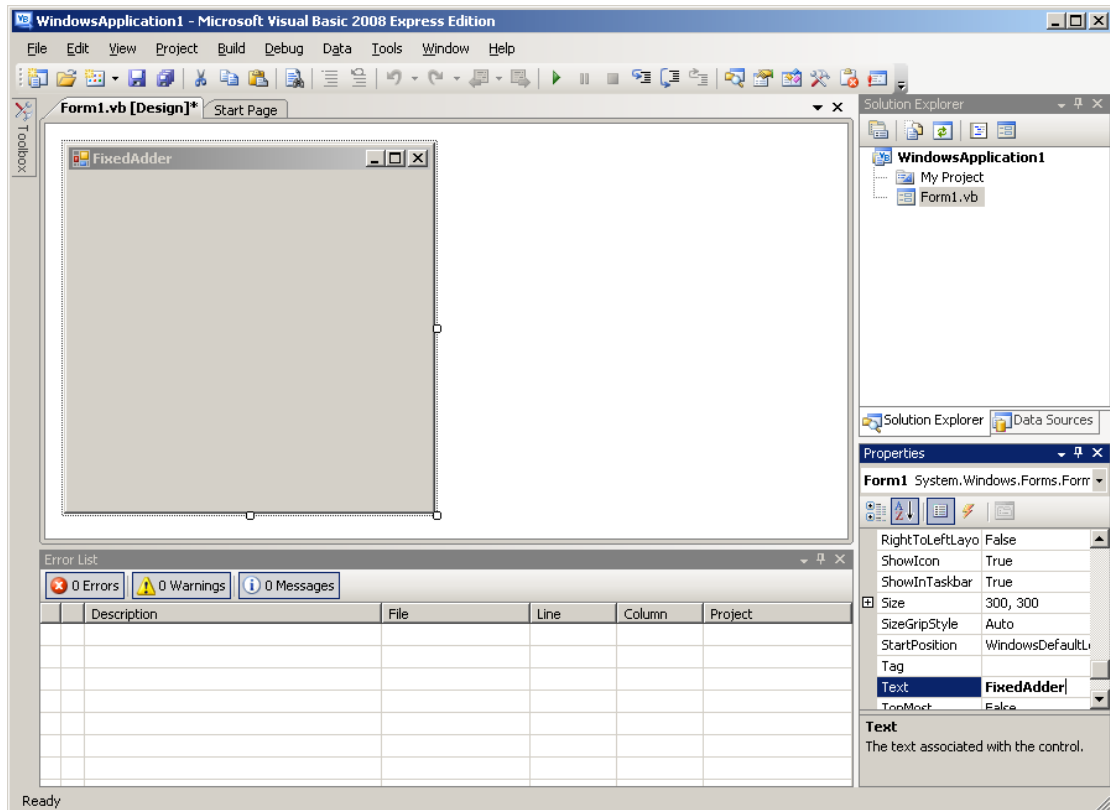 WindowsApplication1 - Microsoft Visual Basic 2008 Express Edition
File Edit View Project Build Debug Data Tools Window Help
Toolbox
Form1.vb [Design]* Start Page
FixedAdder
Solution Explorer
WindowsApplication1
My Project
Form1.vb
Solution Explorer Data Sources
Properties
Form1 System.Windows.Forms.Form
RightToLeftLayo False
ShowIcon True
ShowInTaskbar True
Size 300, 300
SizeGripStyle Auto
StartPosition WindowsDefaultL
Tag
Text FixedAdder
TopMost False
Text
The text associated with the control.
Error List
0 Errors 0 Warnings 0 Messages
Description File Line Column Project
Ready